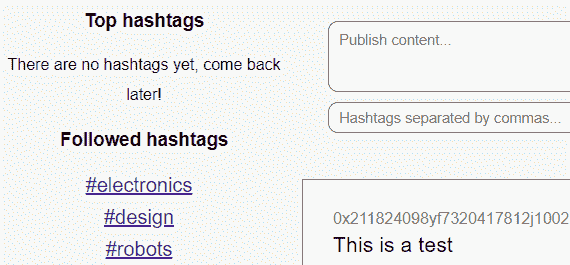 Top hashtags
There are no hashtags yet, come back
later!
Followed hashtags
#electronics
#design
#robots
Publish content...
Hashtags separated by commas...
0x211824098yf7320417812j1002
This is a test